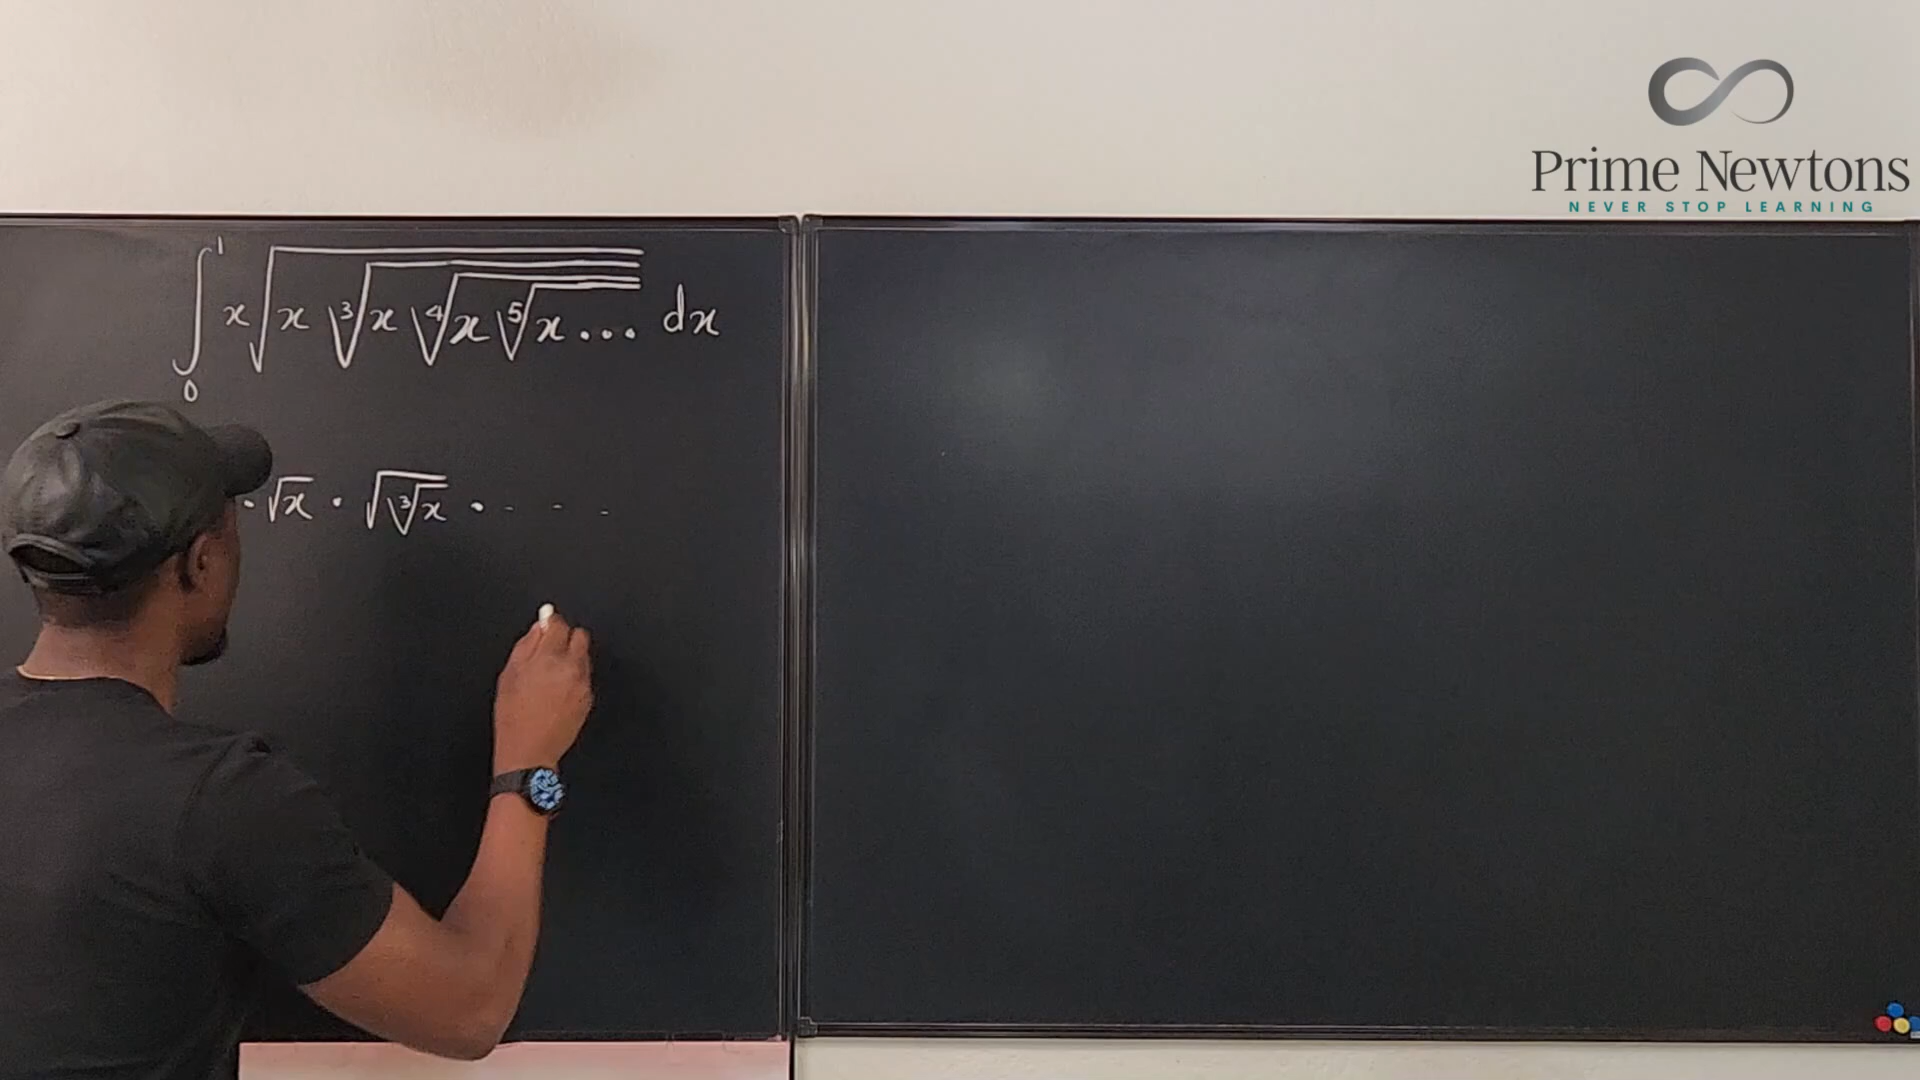 Prime Newtons
NEVER STOP LEARNING
∫₀¹ x√(x ∛(x ∜(x ⁵√(x...)))) dx
· √x · √(∛x) · - - -